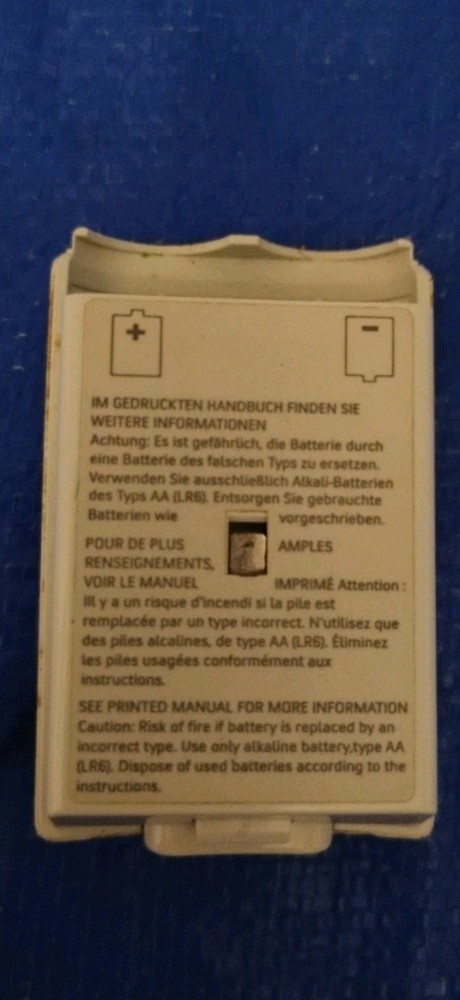 +
-
IM GEDRUCKTEN HANDBUCH FINDEN SIE
WEITERE INFORMATIONEN
Achtung: Es ist gefährlich, die Batterie durch
eine Batterie des falschen Typs zu ersetzen.
Verwenden Sie ausschließlich Alkali-Batterien
des Typs AA (LR6). Entsorgen Sie gebrauchte
Batterien wie vorgeschrieben.
POUR DE PLUS AMPLES
RENSEIGNEMENTS,
VOIR LE MANUEL IMPRIMÉ Attention :
Ill y a un risque d'incendi si la pile est
remplacée par un type incorrect. N'utilisez que
des piles alcalines, de type AA (LR6). Éliminez
les piles usagées conformément aux
instructions.
SEE PRINTED MANUAL FOR MORE INFORMATION
Caution: Risk of fire if battery is replaced by an
incorrect type. Use only alkaline battery,type AA
(LR6). Dispose of used batteries according to the
instructions.